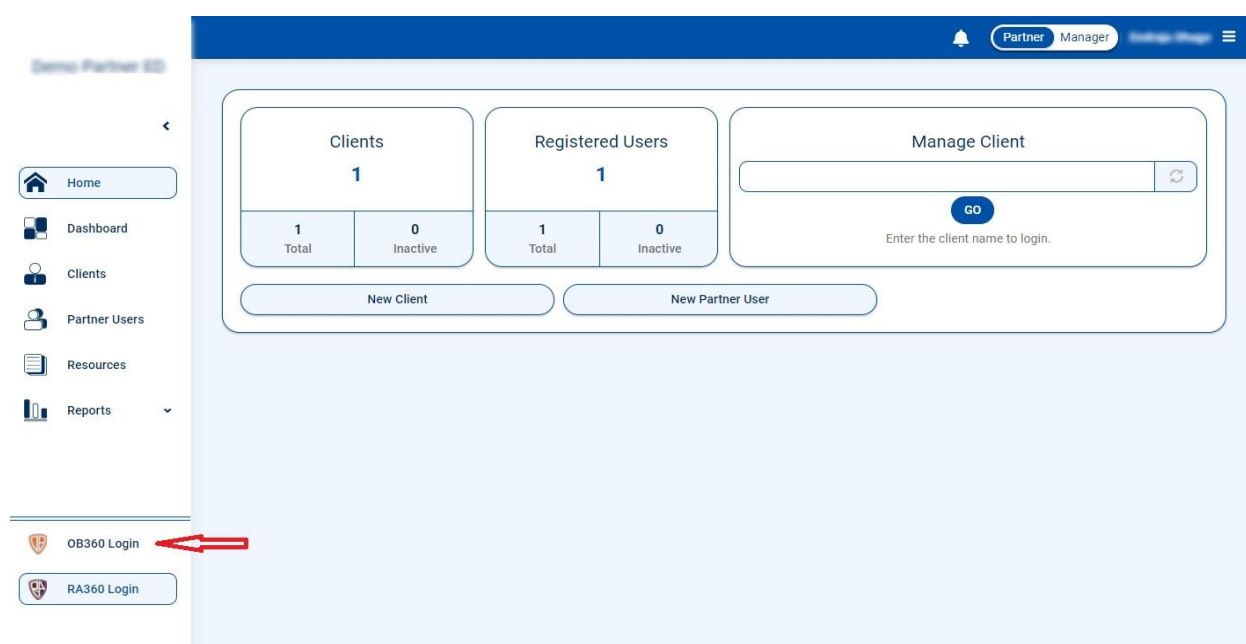 Partner Manager
Home
Dashboard
Clients
Partner Users
Resources
Reports
OB360 Login
RA360 Login
Clients
1
1 0
Total Inactive
Registered Users
1
1 0
Total Inactive
Manage Client
GO
Enter the client name to login.
New Client
New Partner User